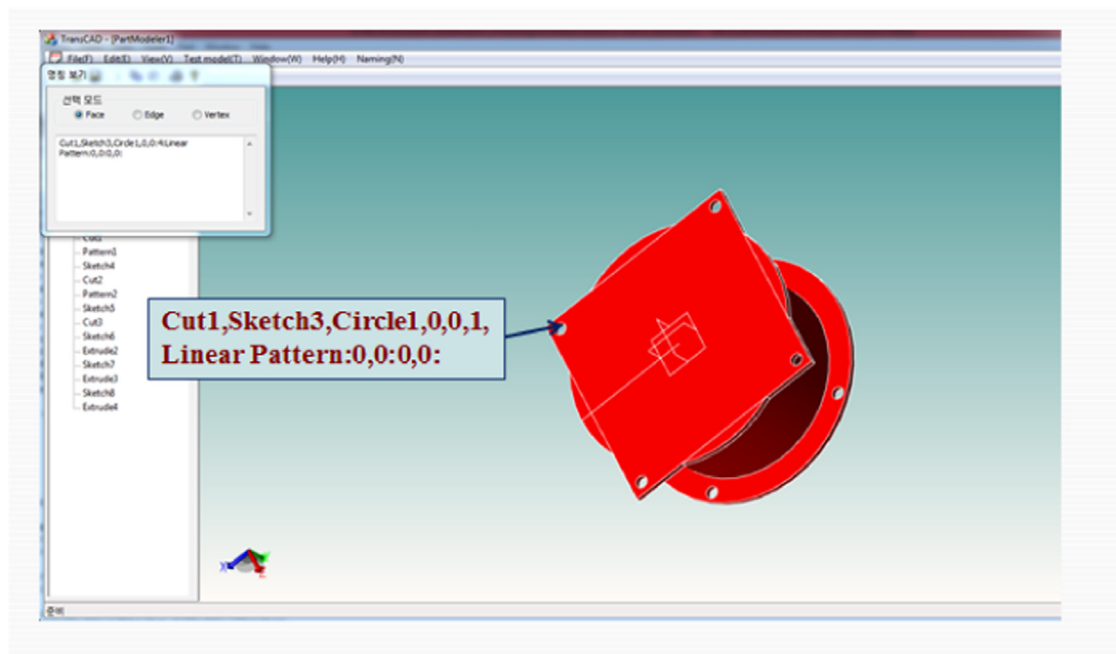 TransCAD - [PartModeler1]
File(F) Edit(E) View(V) Test model(T) Window(W) Help(H) Naming(N)
명칭 보기
선택 모드
Face Edge Vertex
Cut1,Sketch3,Circle1,0,0:4:Linear
Pattern:0,0:0,0:
Cut1
Pattern1
Sketch4
Cut2
Pattern2
Sketch5
Cut3
Sketch6
Extrude2
Sketch7
Extrude3
Sketch8
Extrude4
Cut1,Sketch3,Circle1,0,0,1,
Linear Pattern:0,0:0,0:
X
Y
Z
준비